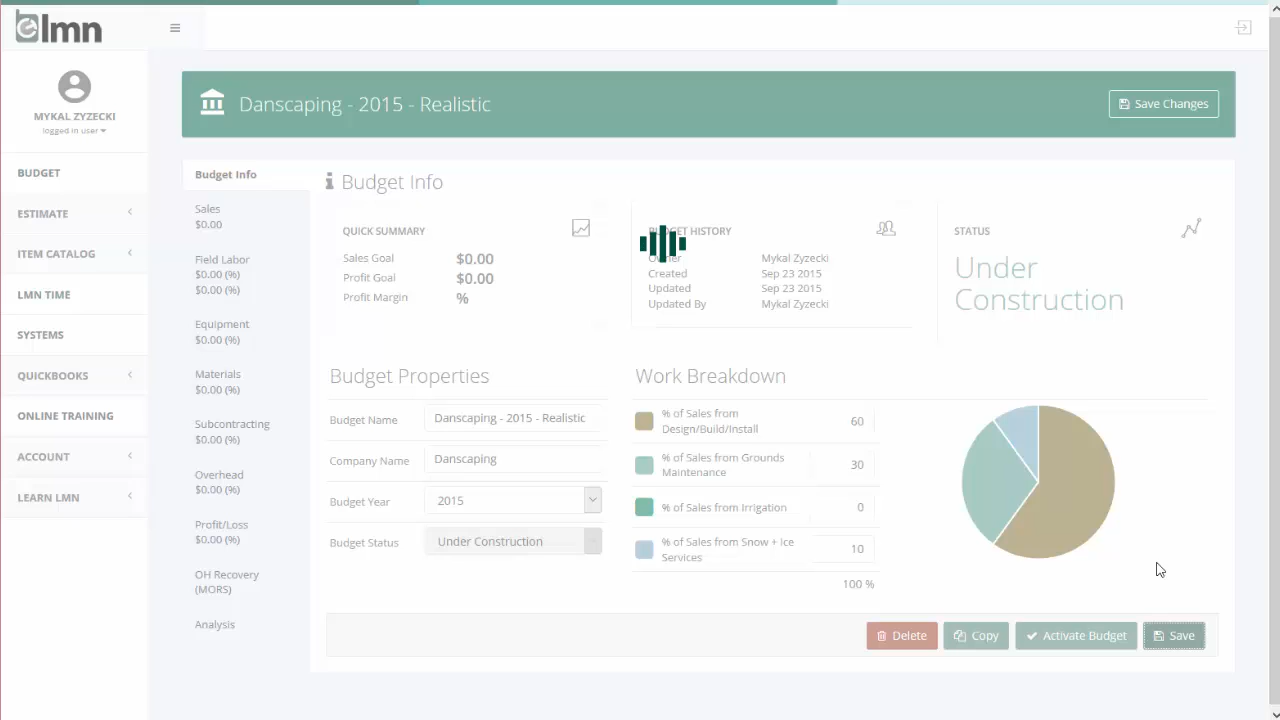 lmn
MYKAL ZYZECKI
logged in user
BUDGET
ESTIMATE
ITEM CATALOG
LMN TIME
SYSTEMS
QUICKBOOKS
ONLINE TRAINING
ACCOUNT
LEARN LMN
Danscaping - 2015 - Realistic
Save Changes
Budget Info
Sales
$0.00
Field Labor
$0.00 (%)
$0.00 (%)
Equipment
$0.00 (%)
Materials
$0.00 (%)
Subcontracting
$0.00 (%)
Overhead
$0.00 (%)
Profit/Loss
$0.00 (%)
OH Recovery
(MORS)
Analysis
Budget Info
QUICK SUMMARY
Sales Goal $0.00
Profit Goal $0.00
Profit Margin %
BUDGET HISTORY
Owner Mykal Zyzecki
Created Sep 23 2015
Updated Sep 23 2015
Updated By Mykal Zyzecki
STATUS
Under
Construction
Budget Properties
Budget Name Danscaping - 2015 - Realistic
Company Name Danscaping
Budget Year 2015
Budget Status Under Construction
Work Breakdown
% of Sales from
Design/Build/Install 60
% of Sales from Grounds
Maintenance 30
% of Sales from Irrigation 0
% of Sales from Snow + Ice
Services 10
100 %
Delete
Copy
Activate Budget
Save